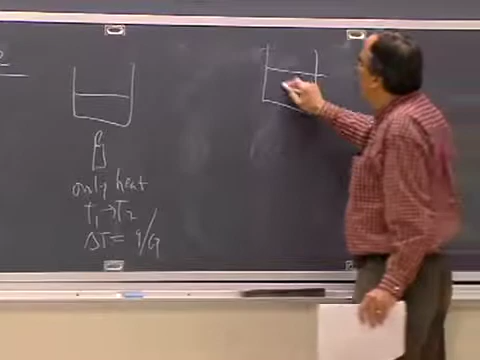 only heat
T₁→T₂
ΔT = q/G